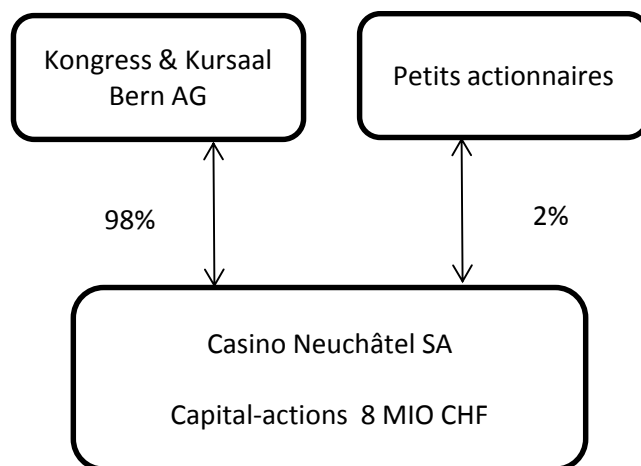 Kongress & Kursaal
Bern AG
Petits actionnaires
98%
2%
Casino Neuchâtel SA
Capital-actions 8 MIO CHF